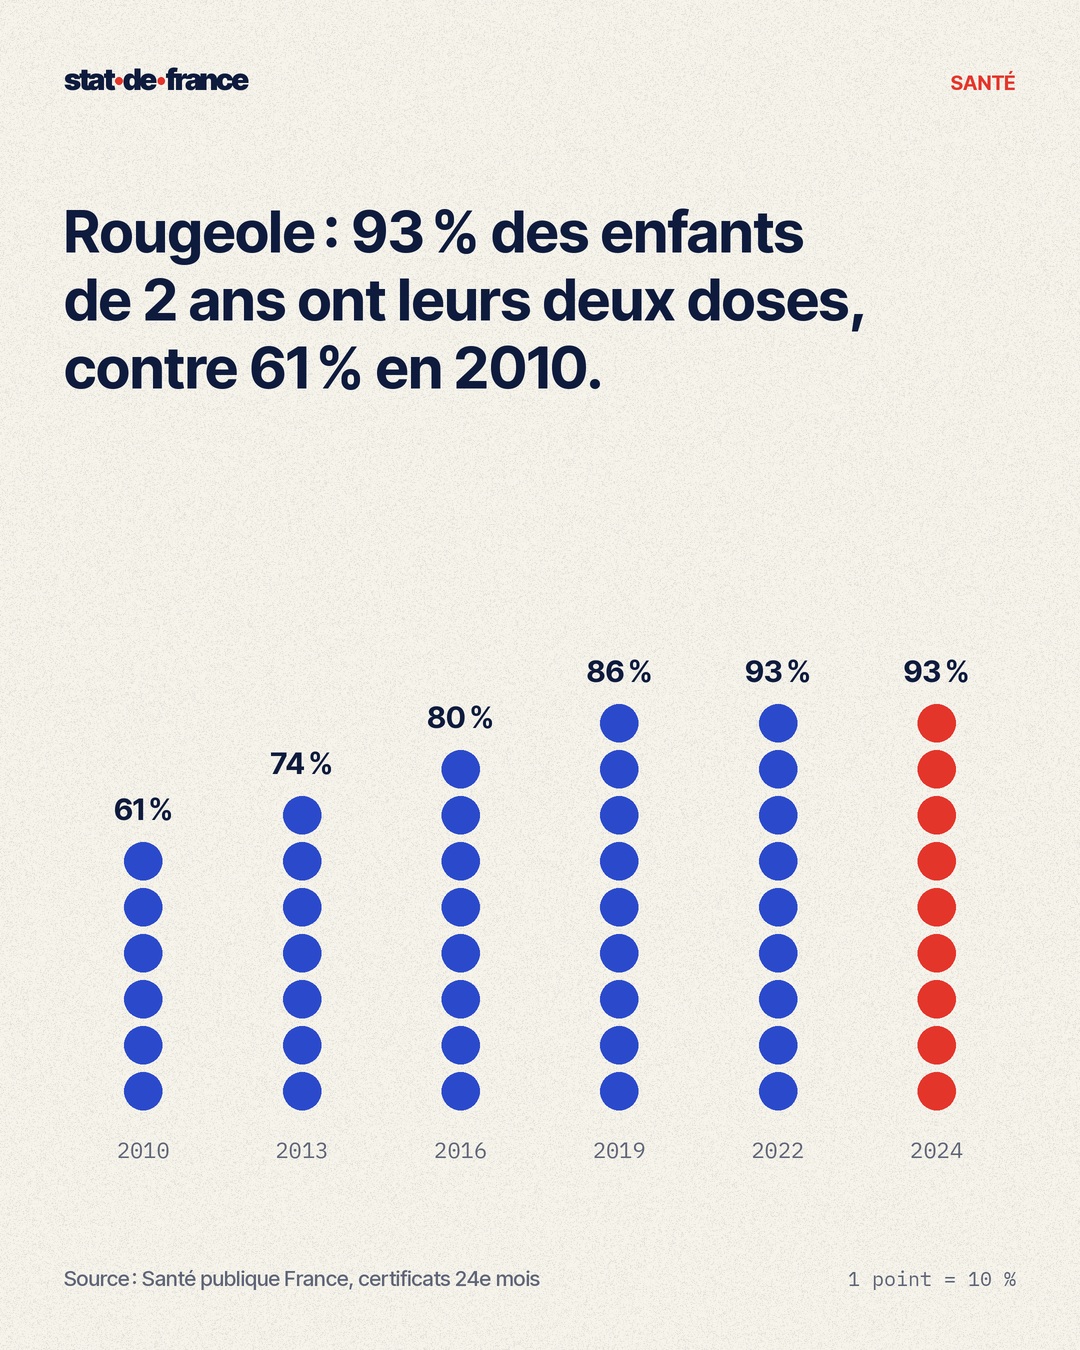 stat•de•france
SANTÉ
Rougeole : 93 % des enfants
de 2 ans ont leurs deux doses,
contre 61 % en 2010.
61 %
74 %
80 %
86 %
93 %
93 %
2010
2013
2016
2019
2022
2024
Source : Santé publique France, certificats 24e mois
1 point = 10 %